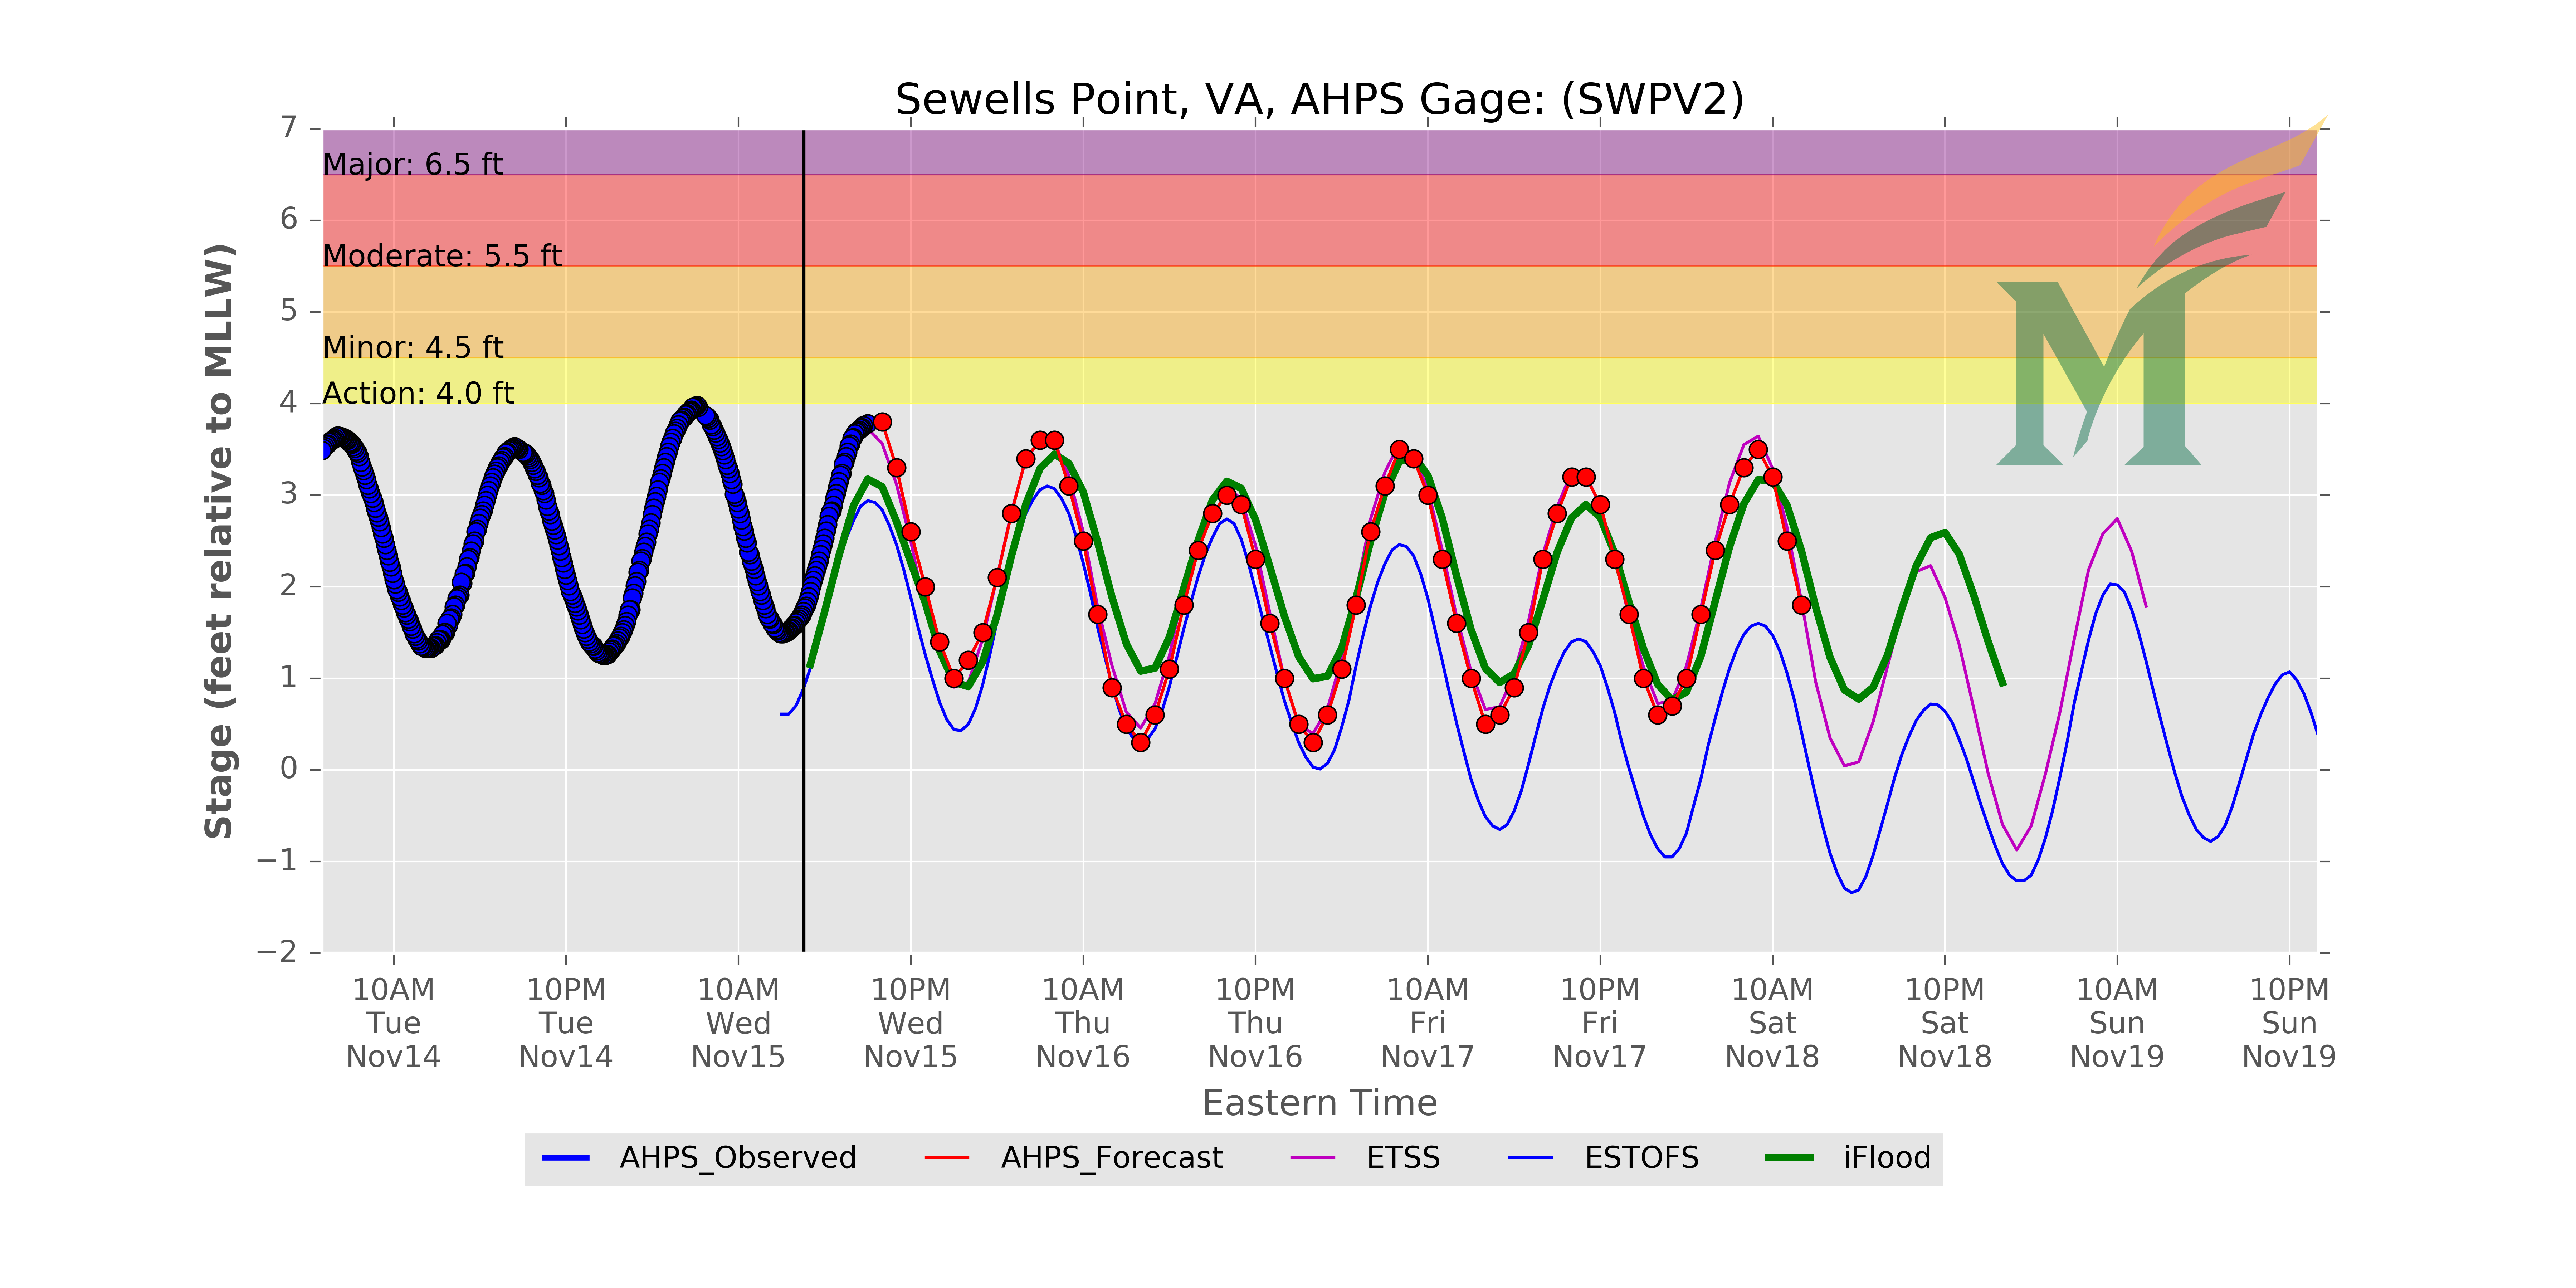 Sewells Point, VA, AHPS Gage: (SWPV2)
Stage (feet relative to MLLW)
7
6
5
4
3
2
1
0
−1
−2
Major: 6.5 ft
Moderate: 5.5 ft
Minor: 4.5 ft
Action: 4.0 ft
M
10AM
Tue
Nov14
10PM
Tue
Nov14
10AM
Wed
Nov15
10PM
Wed
Nov15
10AM
Thu
Nov16
10PM
Thu
Nov16
10AM
Fri
Nov17
10PM
Fri
Nov17
10AM
Sat
Nov18
10PM
Sat
Nov18
10AM
Sun
Nov19
10PM
Sun
Nov19
Eastern Time
AHPS_Observed AHPS_Forecast ETSS ESTOFS iFlood